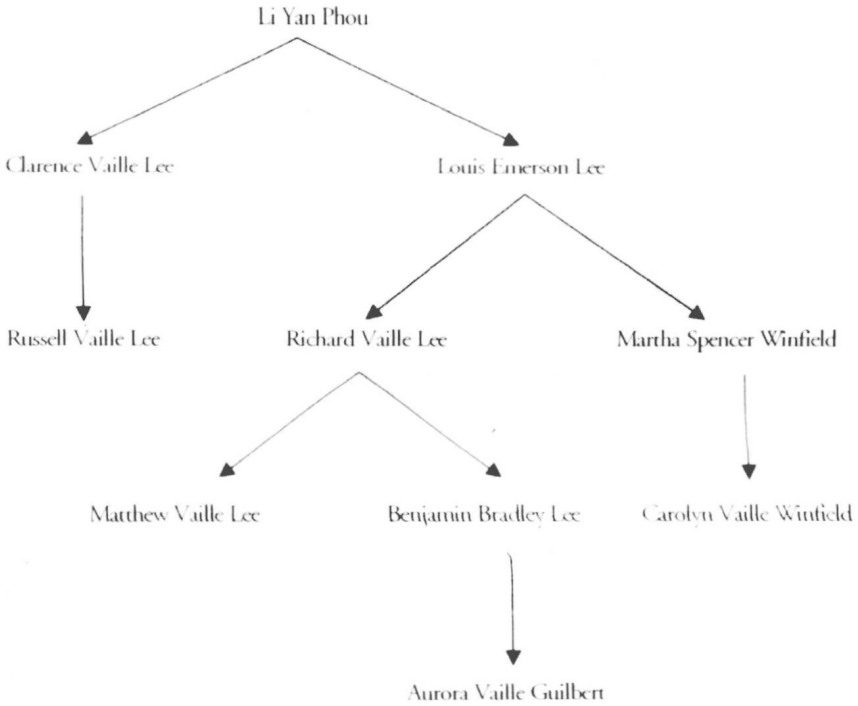 Li Yan Phou
Clarence Vaille Lee
Louis Emerson Lee
Russell Vaille Lee
Richard Vaille Lee
Martha Spencer Winfield
Matthew Vaille Lee
Benjamin Bradley Lee
Carolyn Vaille Winfield
Aurora Vaille Guilbert